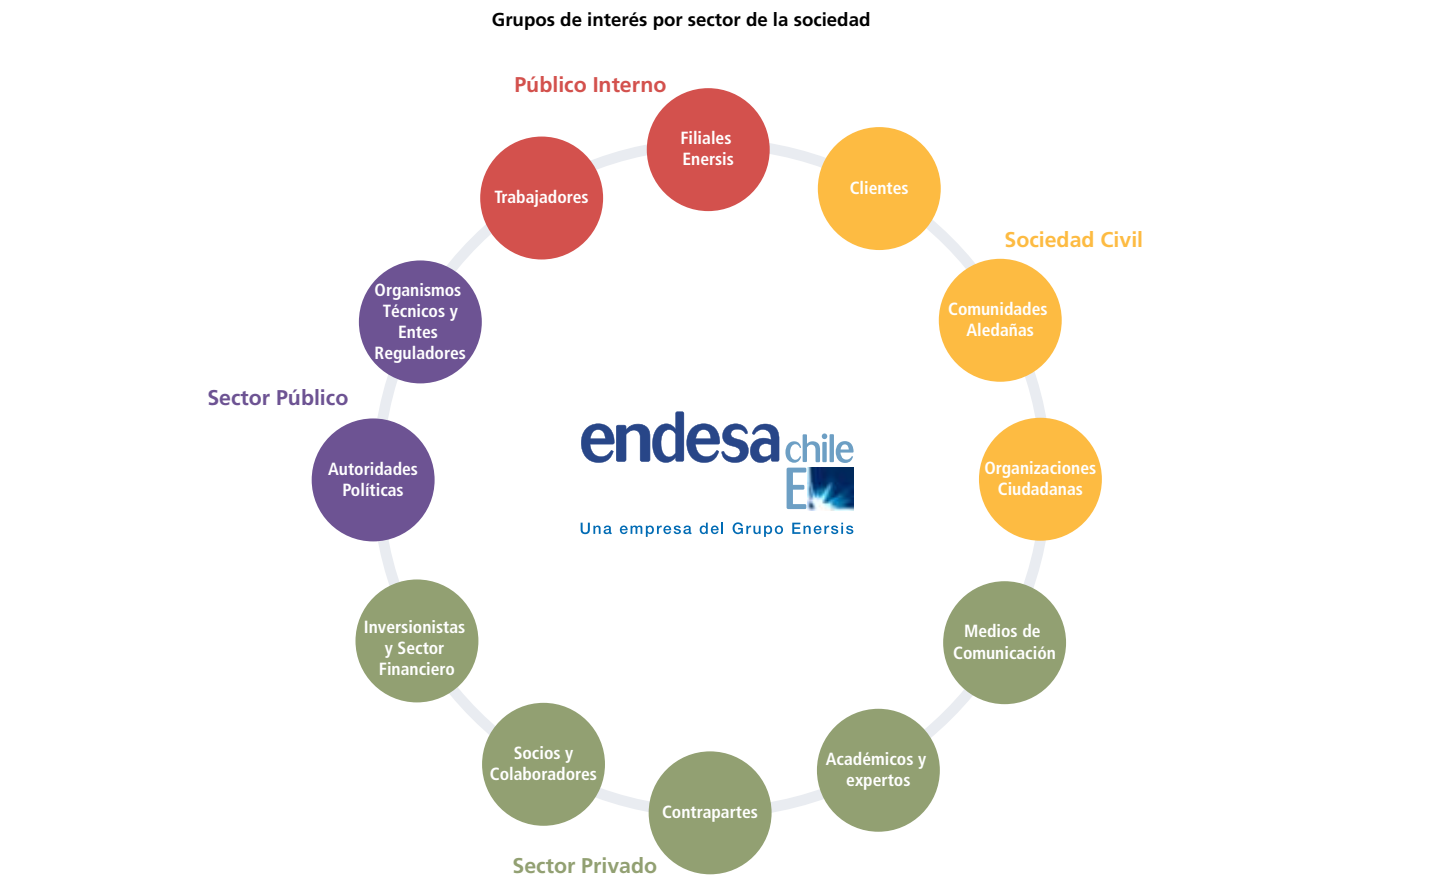 Grupos de interés por sector de la sociedad
Público Interno
Filiales
Enersis
Trabajadores
Clientes
Sociedad Civil
Comunidades
Aledañas
Organizaciones
Ciudadanas
Organismos
Técnicos y
Entes
Reguladores
Sector Público
Autoridades
Políticas
endesa chile
E
Una empresa del Grupo Enersis
Inversionistas
y Sector
Financiero
Medios de
Comunicación
Socios y
Colaboradores
Académicos y
expertos
Contrapartes
Sector Privado